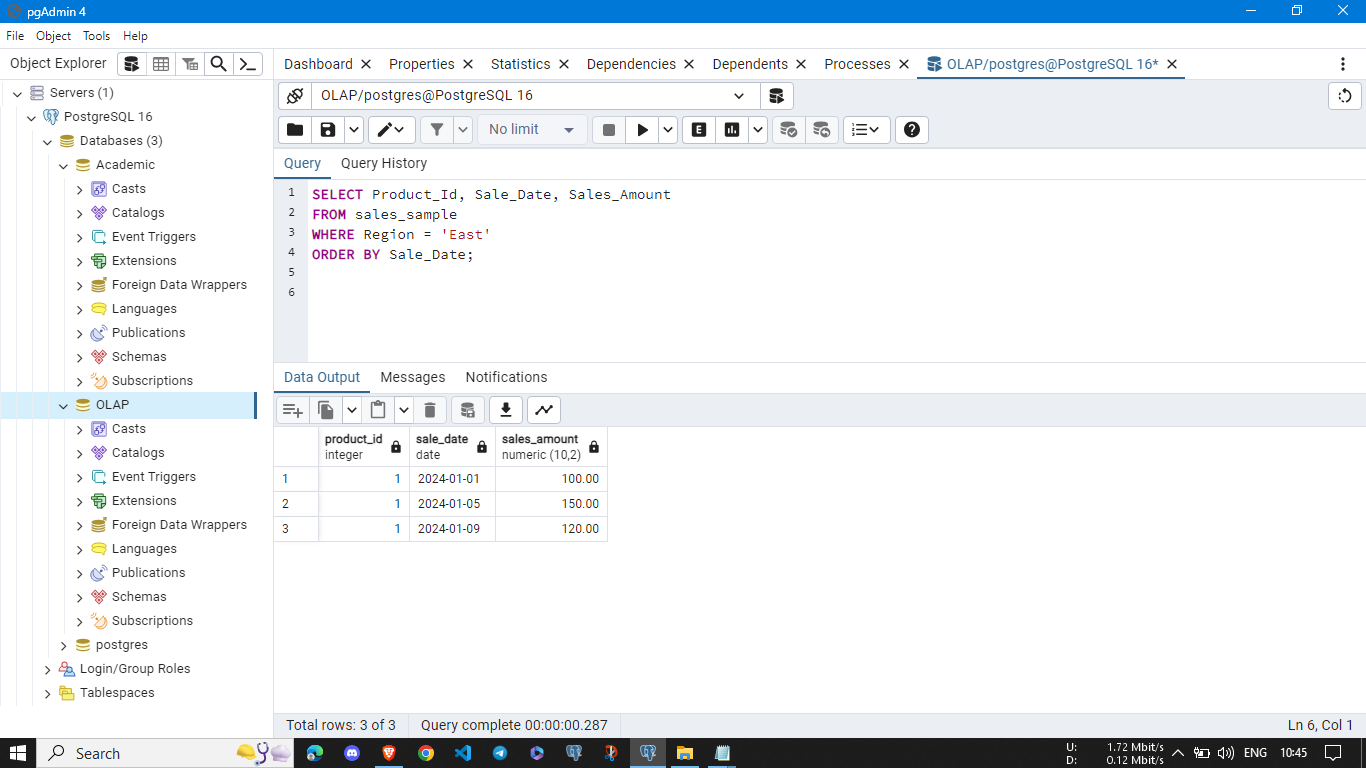 pgAdmin 4
File Object Tools Help
Object Explorer
Servers (1)
PostgreSQL 16
Databases (3)
Academic
Casts
Catalogs
Event Triggers
Extensions
Foreign Data Wrappers
Languages
Publications
Schemas
Subscriptions
OLAP
Casts
Catalogs
Event Triggers
Extensions
Foreign Data Wrappers
Languages
Publications
Schemas
Subscriptions
postgres
Login/Group Roles
Tablespaces
Dashboard Properties Statistics Dependencies Dependents Processes OLAP/postgres@PostgreSQL 16*
OLAP/postgres@PostgreSQL 16
No limit E
Query Query History
1 SELECT Product_Id, Sale_Date, Sales_Amount
2 FROM sales_sample
3 WHERE Region = 'East'
4 ORDER BY Sale_Date;
5
6
Data Output Messages Notifications
product_id sale_date sales_amount
integer date numeric (10,2)
1 1 2024-01-01 100.00
2 1 2024-01-05 150.00
3 1 2024-01-09 120.00
Total rows: 3 of 3 Query complete 00:00:00.287 Ln 6, Col 1
Search
U: 1.72 Mbit/s
D: 0.12 Mbit/s
ENG 10:45